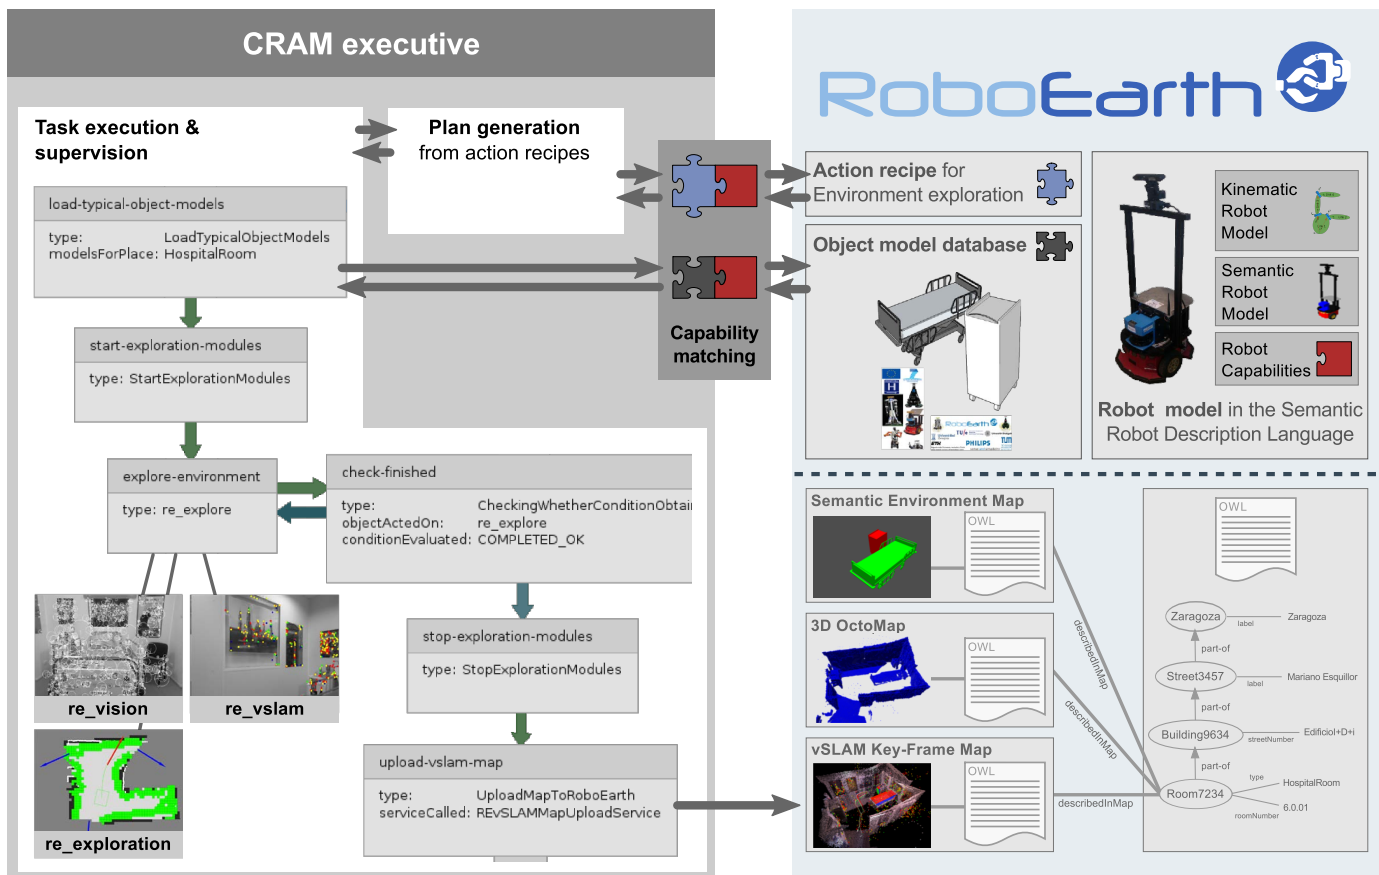 CRAM executive
Task execution &
supervision
Plan generation
from action recipes
load-typical-object-models
type: LoadTypicalObjectModels
modelsForPlace: HospitalRoom
start-exploration-modules
type: StartExplorationModules
explore-environment
type: re_explore
check-finished
type: CheckingWhetherConditionObtai
objectActedOn: re_explore
conditionEvaluated: COMPLETED_OK
stop-exploration-modules
type: StopExplorationModules
upload-vslam-map
type: UploadMapToRoboEarth
serviceCalled: REvSLAMMapUploadService
re_vision
re_vslam
re_exploration
Capability
matching
RoboEarth
Action recipe for
Environment exploration
Object model database
H
RoboEarth
PHILIPS
TUM
Kinematic
Robot
Model
Semantic
Robot
Model
Robot
Capabilities
Robot model in the Semantic
Robot Description Language
Semantic Environment Map
OWL
3D OctoMap
OWL
vSLAM Key-Frame Map
OWL
describedInMap
describedInMap
describedInMap
OWL
Zaragoza
label
Zaragoza
part-of
Street3457
label
Mariano Esquillor
part-of
Building9634
streetNumber
Edificiol+D+i
part-of
Room7234
type
HospitalRoom
6.0.01
roomNumber